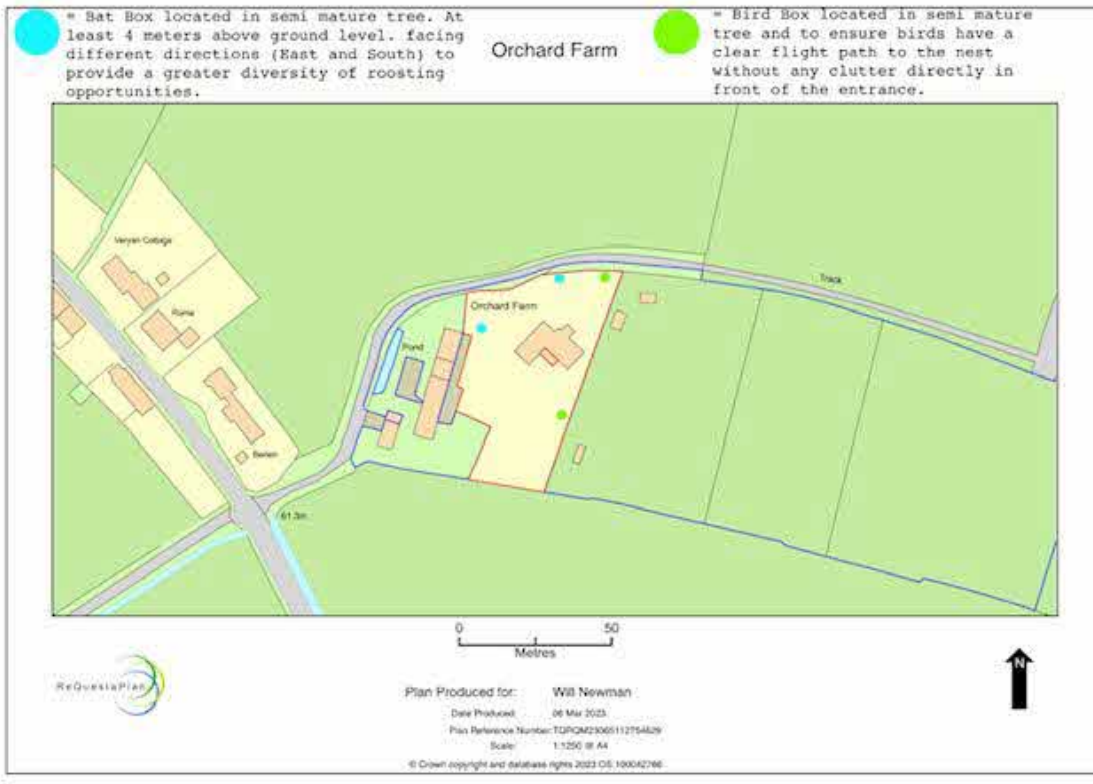 = Bat Box located in semi mature tree. At
least 4 meters above ground level. facing
different directions (East and South) to
provide a greater diversity of roosting
opportunities.
Orchard Farm
= Bird Box located in semi mature
tree and to ensure birds have a
clear flight path to the nest
without any clutter directly in
front of the entrance.
Veryan Cottage
Roma
Orchard Farm
Track
Pond
61.3m
0 50
Metres
N
ReQuestaPlan
Plan Produced for: Will Newman
Date Produced: 06 Mar 2023
Plan Reference Number:
Scale: 1:1250 @ A4
© Crown copyright and database rights 2023 OS 100042766